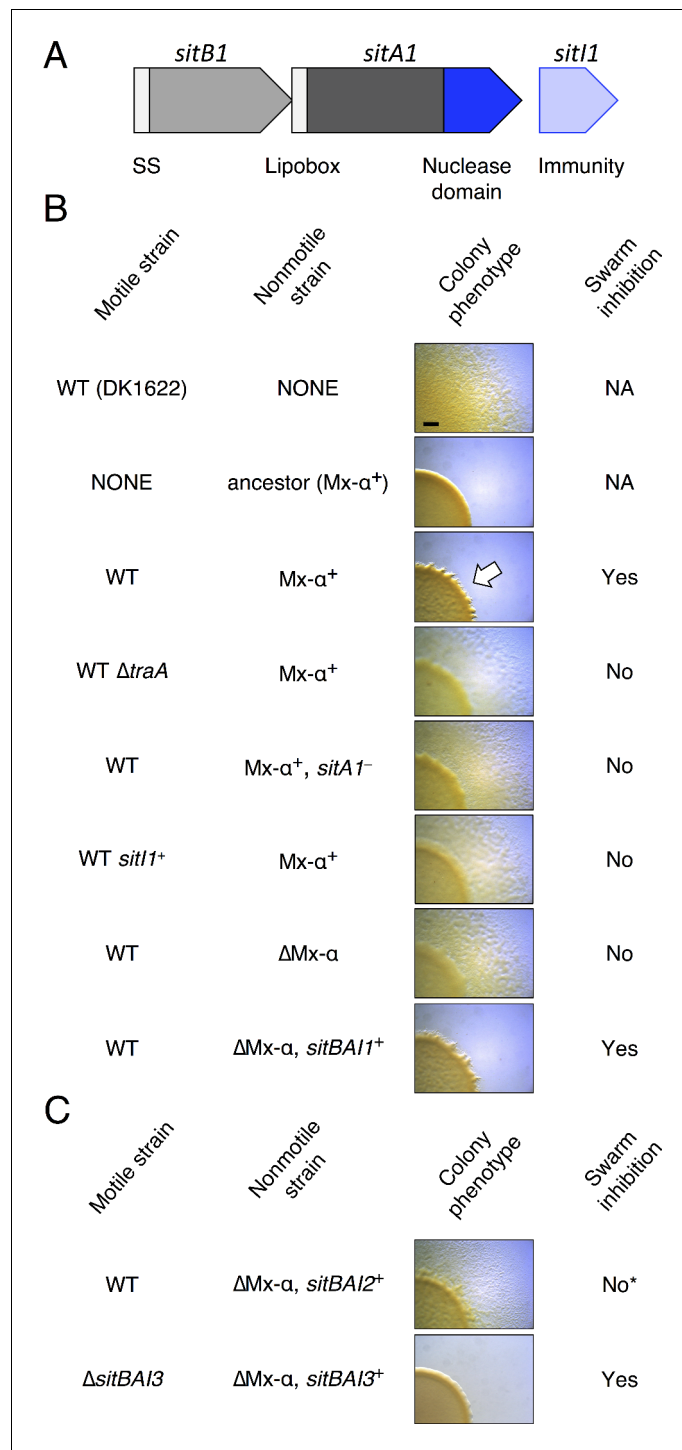 A
sitB1 sitA1 sitI1
SS Lipobox Nuclease domain Immunity
B
Motile strain Nonmotile strain Colony phenotype Swarm inhibition
WT (DK1622) NONE NA
NONE ancestor (Mx-α⁺) NA
WT Mx-α⁺ Yes
WT ΔtraA Mx-α⁺ No
WT Mx-α⁺, sitA1⁻ No
WT sitI1⁺ Mx-α⁺ No
WT ΔMx-α No
WT ΔMx-α, sitBAI1⁺ Yes
C
Motile strain Nonmotile strain Colony phenotype Swarm inhibition
WT ΔMx-α, sitBAI2⁺ No*
ΔsitBAI3 ΔMx-α, sitBAI3⁺ Yes